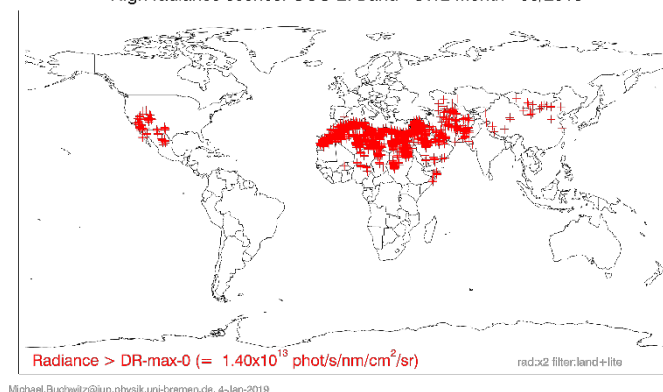 Radiance > DR-max-0 (= 1.40x10¹³ phot/s/nm/cm²/sr)
rad:x2 filter:land+lite
Michael.Buchwitz@iup.physik.uni-bremen.de, 4-Jan-2019